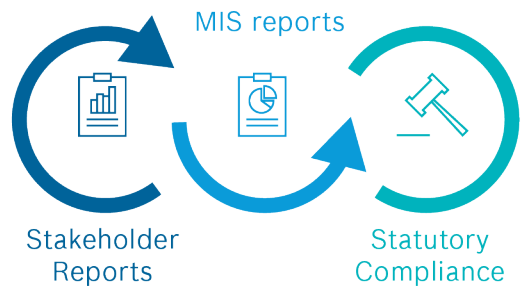 MIS reports
Stakeholder
Reports
Statutory
Compliance